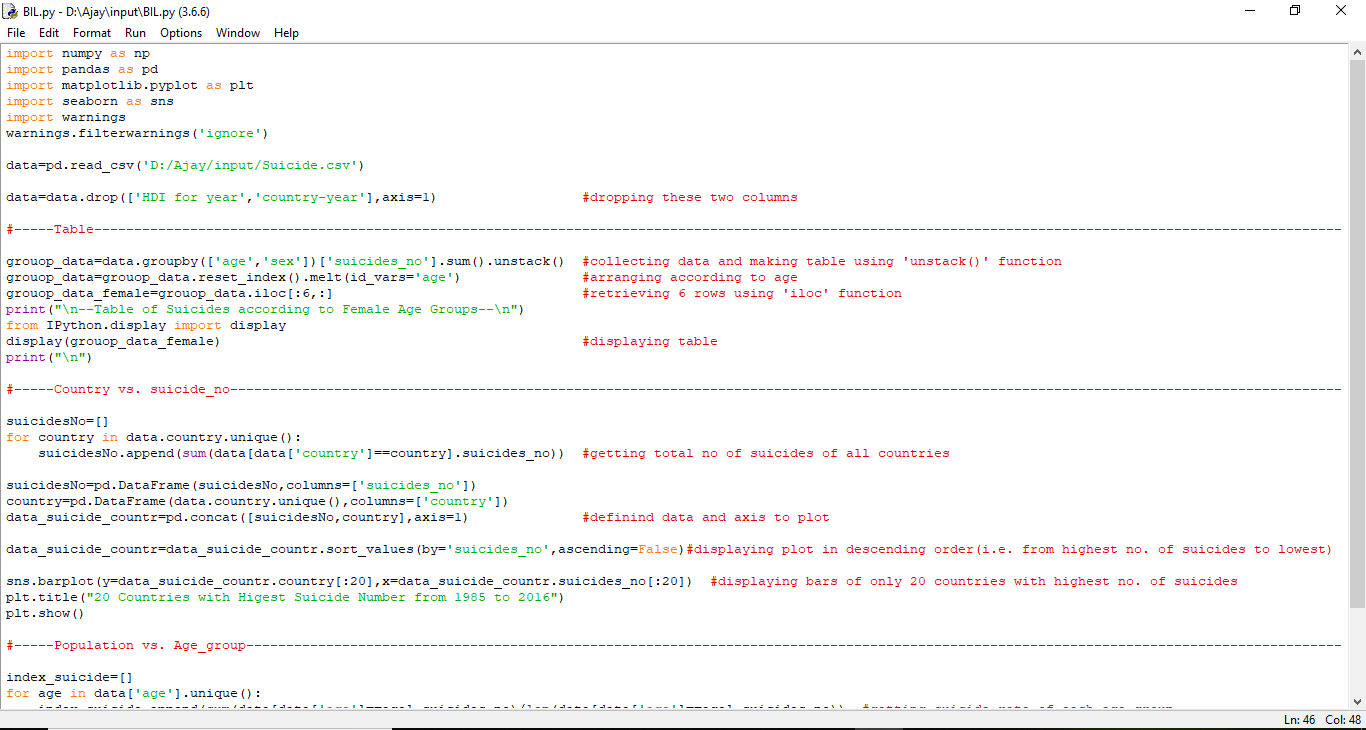 BIL.py - D:\Ajay\input\BIL.py (3.6.6)
File Edit Format Run Options Window Help
import numpy as np
import pandas as pd
import matplotlib.pyplot as plt
import seaborn as sns
import warnings
warnings.filterwarnings('ignore')
data=pd.read_csv('D:/Ajay/input/Suicide.csv')
data=data.drop(['HDI for year','country-year'],axis=1) #dropping these two columns
#-----Table-----
grouop_data=data.groupby(['age','sex'])['suicides_no'].sum().unstack() #collecting data and making table using 'unstack()' function
grouop_data=grouop_data.reset_index().melt(id_vars='age') #arranging according to age
grouop_data_female=grouop_data.iloc[:6,:] #retrieving 6 rows using 'iloc' function
print("\n--Table of Suicides according to Female Age Groups--\n")
from IPython.display import display
display(grouop_data_female) #displaying table
print("\n")
#-----Country vs. suicide_no-----
suicidesNo=[]
for country in data.country.unique():
    suicidesNo.append(sum(data[data['country']==country].suicides_no)) #getting total no of suicides of all countries
suicidesNo=pd.DataFrame(suicidesNo,columns=['suicides_no'])
country=pd.DataFrame(data.country.unique(),columns=['country'])
data_suicide_countr=pd.concat([suicidesNo,country],axis=1) #definind data and axis to plot
data_suicide_countr=data_suicide_countr.sort_values(by='suicides_no',ascending=False)#displaying plot in descending order(i.e. from highest no. of suicides to lowest)
sns.barplot(y=data_suicide_countr.country[:20],x=data_suicide_countr.suicides_no[:20]) #displaying bars of only 20 countries with highest no. of suicides
plt.title("20 Countries with Higest Suicide Number from 1985 to 2016")
plt.show()
#-----Population vs. Age_group-----
index_suicide=[]
for age in data['age'].unique():
Ln: 46 Col: 48